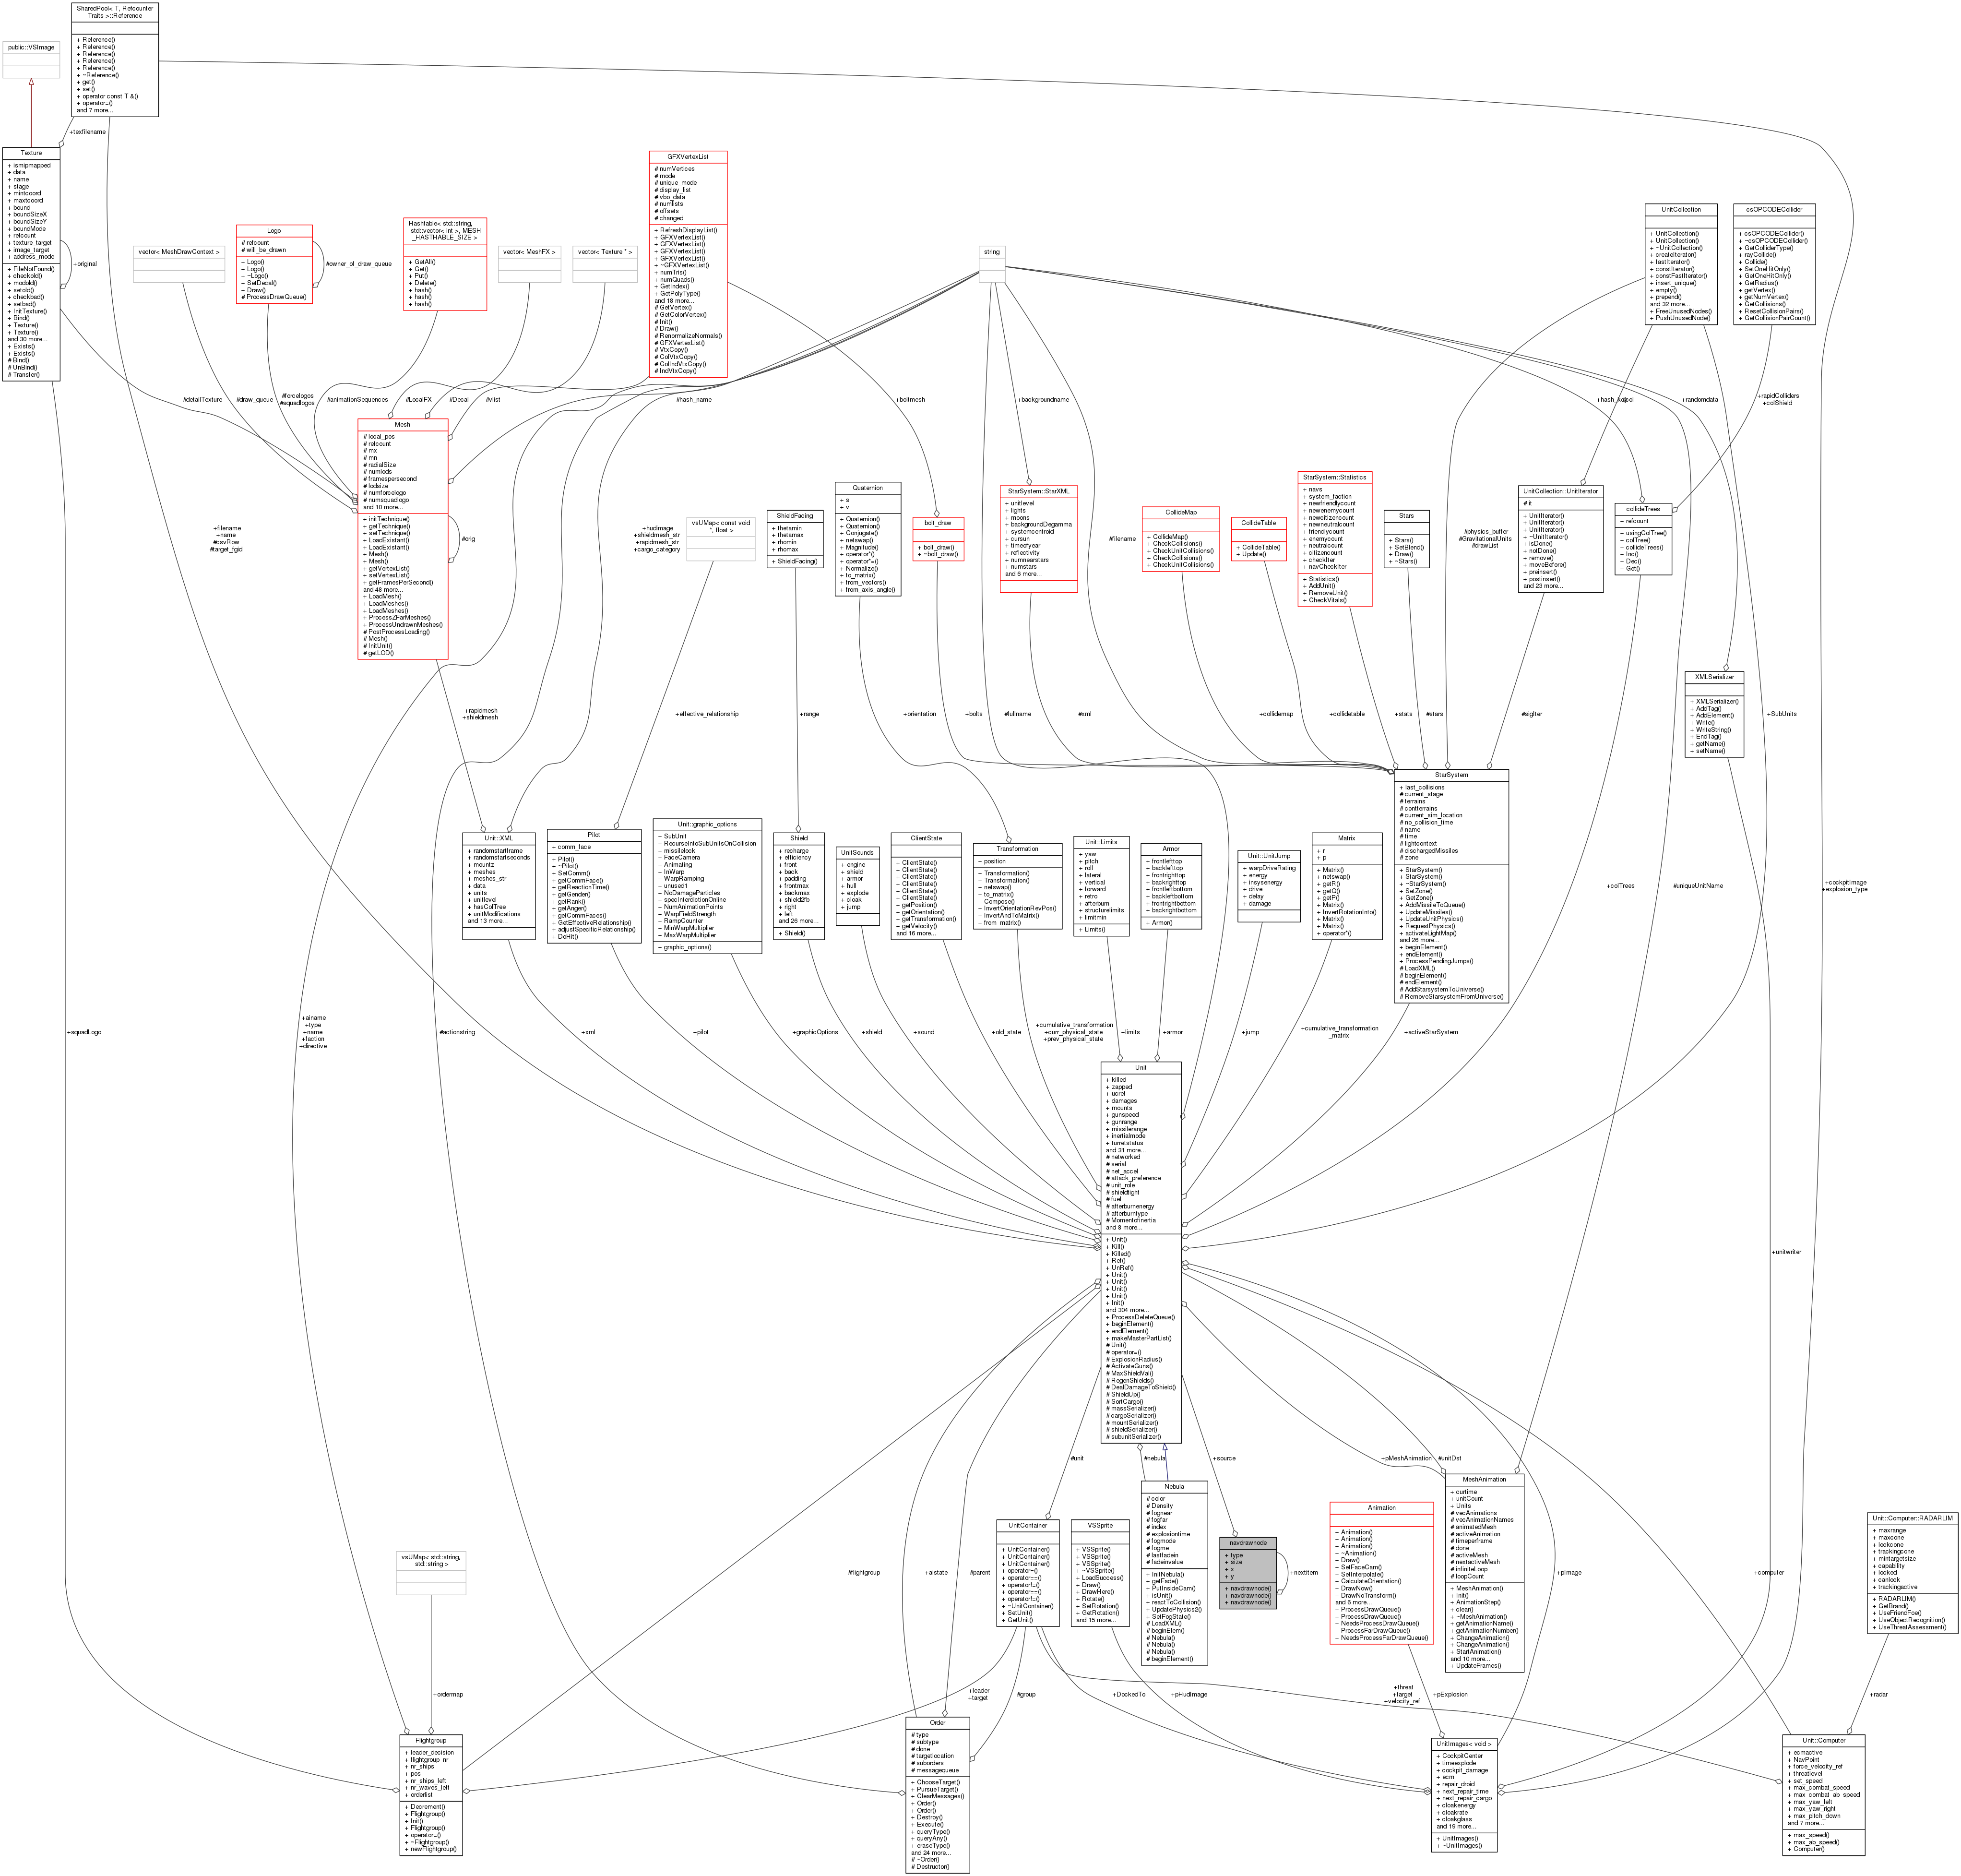 SharedPool< T, Refcounter
Traits >::Reference
+ Reference()
+ Reference()
+ Reference()
+ Reference()
+ Reference()
+ ~Reference()
+ get()
+ set()
+ operator const T &()
+ operator=()
and 7 more...
public::VSImage
+texfilename
Texture
+ ismipmapped
+ data
+ name
+ stage
+ mintcoord
+ maxtcoord
+ bound
+ boundSizeX
+ boundSizeY
+ boundMode
+ refcount
+ texture_target
+ image_target
+ address_mode
+ FileNotFound()
+ checkold()
+ modold()
+ setold()
+ checkbad()
+ setbad()
+ InitTexture()
+ Bind()
+ Texture()
+ Texture()
and 30 more...
+ Exists()
+ Exists()
# Bind()
# UnBind()
# Transfer()
+original
vector< MeshDrawContext >
Logo
# refcount
# will_be_drawn
+ Logo()
+ Logo()
+ ~Logo()
+ SetDecal()
+ Draw()
# ProcessDrawQueue()
#owner_of_draw_queue
Hashtable< std::string,
std::vector< int >, MESH
_HASTHABLE_SIZE >
+ GetAll()
+ Get()
+ Put()
+ Delete()
+ hash()
+ hash()
+ hash()
vector< MeshFX >
vector< Texture * >
GFXVertexList
# numVertices
# mode
# unique_mode
# display_list
# vbo_data
# numlists
# offsets
# changed
+ RefreshDisplayList()
+ GFXVertexList()
+ GFXVertexList()
+ GFXVertexList()
+ GFXVertexList()
+ ~GFXVertexList()
+ numTris()
+ numQuads()
+ GetIndex()
+ GetPolyType()
and 18 more...
# GetVertex()
# GetColorVertex()
# Init()
# Draw()
# RenormalizeNormals()
# GFXVertexList()
# VtxCopy()
# ColVtxCopy()
# ColIndVtxCopy()
# IndVtxCopy()
string
UnitCollection
+ UnitCollection()
+ UnitCollection()
+ ~UnitCollection()
+ createIterator()
+ fastIterator()
+ constIterator()
+ constFastIterator()
+ insert_unique()
+ empty()
+ prepend()
and 32 more...
+ FreeUnusedNodes()
+ PushUnusedNode()
csOPCODECollider
+ csOPCODECollider()
+ ~csOPCODECollider()
+ GetColliderType()
+ rayCollide()
+ Collide()
+ SetOneHitOnly()
+ GetOneHitOnly()
+ GetRadius()
+ getVertex()
+ getNumVertex()
+ GetCollisions()
+ ResetCollisionPairs()
+ GetCollisionPairCount()
#detailTexture
#draw_queue
#forcelogos
#squadlogos
#animationSequences
#LocalFX
#Decal
#vlist
#hash_name
+boltmesh
+backgroundname
+randomdata
+rapidColliders
+colShield
Mesh
# local_pos
# refcount
# mx
# mn
# radialSize
# numlods
# framespersecond
# lodsize
# numforcelogo
# numsquadlogo
and 10 more...
+ initTechnique()
+ getTechnique()
+ setTechnique()
+ LoadExistant()
+ LoadExistant()
+ Mesh()
+ Mesh()
+ getVertexList()
+ setVertexList()
+ getFramesPerSecond()
and 48 more...
+ LoadMesh()
+ LoadMeshes()
+ LoadMeshes()
+ ProcessZFarMeshes()
+ ProcessUndrawnMeshes()
# PostProcessLoading()
# Mesh()
# InitUnit()
# getLOD()
#orig
+filename
+name
#csvRow
#target_fgid
+hudimage
+shieldmesh_str
+rapidmesh_str
+cargo_category
vsUMap< const void
*, float >
ShieldFacing
+ thetamin
+ thetamax
+ rhomin
+ rhomax
+ ShieldFacing()
Quaternion
+ s
+ v
+ Quaternion()
+ Quaternion()
+ Conjugate()
+ netswap()
+ Magnitude()
+ operator*()
+ operator*=()
+ Normalize()
+ to_matrix()
+ from_vectors()
+ from_axis_angle()
bolt_draw
+ bolt_draw()
+ ~bolt_draw()
StarSystem::StarXML
+ unitlevel
+ lights
+ moons
+ backgroundDegamma
+ systemcentroid
+ cursun
+ timeofyear
+ reflectivity
+ numnearstars
+ numstars
and 6 more...
#filename
CollideMap
+ CollideMap()
+ CheckCollisions()
+ CheckUnitCollisions()
+ CheckCollisions()
+ CheckUnitCollisions()
CollideTable
+ CollideTable()
+ Update()
StarSystem::Statistics
+ navs
+ system_faction
+ newfriendlycount
+ newenemycount
+ newcitizencount
+ newneutralcount
+ friendlycount
+ enemycount
+ neutralcount
+ citizencount
+ checkIter
+ navCheckIter
+ Statistics()
+ AddUnit()
+ RemoveUnit()
+ CheckVitals()
Stars
+ Stars()
+ SetBlend()
+ Draw()
+ ~Stars()
#physics_buffer
#GravitationalUnits
#drawList
UnitCollection::UnitIterator
# it
+ UnitIterator()
+ UnitIterator()
+ UnitIterator()
+ ~UnitIterator()
+ isDone()
+ notDone()
+ remove()
+ moveBefore()
+ preinsert()
+ postinsert()
and 23 more...
collideTrees
+ refcount
+ usingColTree()
+ colTree()
+ collideTrees()
+ Inc()
+ Dec()
+ Get()
XMLSerializer
+ XMLSerializer()
+ AddTag()
+ AddElement()
+ Write()
+ WriteString()
+ EndTag()
+ getName()
+ setName()
+cockpitImage
+explosion_type
+rapidmesh
+shieldmesh
+effective_relationship
+range
+orientation
+bolts
#fullname
#xml
+collidemap
+collidetable
+stats
#stars
#sigIter
+SubUnits
StarSystem
+ last_collisions
# current_stage
# terrains
# contterrains
# current_sim_location
# no_collision_time
# name
# time
# lightcontext
# dischargedMissiles
# zone
+ StarSystem()
+ StarSystem()
+ ~StarSystem()
+ SetZone()
+ GetZone()
+ AddMissileToQueue()
+ UpdateMissiles()
+ UpdateUnitPhysics()
+ RequestPhysics()
+ activateLightMap()
and 26 more...
+ beginElement()
+ endElement()
+ ProcessPendingJumps()
# LoadXML()
# beginElement()
# endElement()
# AddStarsystemToUniverse()
# RemoveStarsystemFromUniverse()
Unit::XML
+ randomstartframe
+ randomstartseconds
+ mountz
+ meshes
+ meshes_str
+ data
+ units
+ unitlevel
+ hasColTree
+ unitModifications
and 13 more...
Pilot
+ comm_face
+ Pilot()
+ ~Pilot()
+ SetComm()
+ getCommFace()
+ getReactionTime()
+ getGender()
+ getRank()
+ getAnger()
+ getCommFaces()
+ GetEffectiveRelationship()
+ adjustSpecificRelationship()
+ DoHit()
Unit::graphic_options
+ SubUnit
+ RecurseIntoSubUnitsOnCollision
+ missilelock
+ FaceCamera
+ Animating
+ InWarp
+ WarpRamping
+ unused1
+ NoDamageParticles
+ specInterdictionOnline
+ NumAnimationPoints
+ WarpFieldStrength
+ RampCounter
+ MinWarpMultiplier
+ MaxWarpMultiplier
+ graphic_options()
Shield
+ recharge
+ efficiency
+ front
+ back
+ padding
+ frontmax
+ backmax
+ shield2fb
+ right
+ left
and 26 more...
+ Shield()
UnitSounds
+ engine
+ shield
+ armor
+ hull
+ explode
+ cloak
+ jump
ClientState
+ ClientState()
+ ClientState()
+ ClientState()
+ ClientState()
+ ClientState()
+ ClientState()
+ getPosition()
+ getOrientation()
+ getTransformation()
+ getVelocity()
and 16 more...
Transformation
+ position
+ Transformation()
+ Transformation()
+ netswap()
+ to_matrix()
+ Compose()
+ InvertOrientationRevPos()
+ InvertAndToMatrix()
+ from_matrix()
Unit::Limits
+ yaw
+ pitch
+ roll
+ lateral
+ vertical
+ forward
+ retro
+ afterburn
+ structurelimits
+ limitmin
+ Limits()
Armor
+ frontlefttop
+ backlefttop
+ frontrighttop
+ backrighttop
+ frontleftbottom
+ backleftbottom
+ frontrightbottom
+ backrightbottom
+ Armor()
Unit::UnitJump
+ warpDriveRating
+ energy
+ insysenergy
+ drive
+ delay
+ damage
Matrix
+ r
+ p
+ Matrix()
+ netswap()
+ getR()
+ getQ()
+ getP()
+ Matrix()
+ InvertRotationInto()
+ Matrix()
+ Matrix()
+ operator*()
+colTrees
#uniqueUnitName
+ainame
+type
+name
+faction
+directive
+squadLogo
#actionstring
+xml
+pilot
+graphicOptions
+shield
+sound
+old_state
+cumulative_transformation
+curr_physical_state
+prev_physical_state
+limits
+armor
+jump
+cumulative_transformation
_matrix
+activeStarSystem
+unitwriter
Unit
+ killed
+ zapped
+ ucref
+ damages
+ mounts
+ gunspeed
+ gunrange
+ missilerange
+ inertialmode
+ turretstatus
and 31 more...
# networked
# serial
# net_accel
# attack_preference
# unit_role
# shieldtight
# fuel
# afterburnenergy
# afterburntype
# Momentofinertia
and 8 more...
+ Unit()
+ Kill()
+ Killed()
+ Ref()
+ UnRef()
+ Unit()
+ Unit()
+ Unit()
+ Unit()
+ Init()
and 304 more...
+ ProcessDeleteQueue()
+ beginElement()
+ endElement()
+ makeMasterPartList()
# Unit()
# operator=()
# ExplosionRadius()
# ActivateGuns()
# MaxShieldVal()
# RegenShields()
# DealDamageToShield()
# ShieldUp()
# SortCargo()
# massSerializer()
# cargoSerializer()
# mountSerializer()
# shieldSerializer()
# subunitSerializer()
#flightgroup
+aistate
#parent
#unit
#nebula
+source
+pMeshAnimation
#unitDst
+pImage
+computer
Nebula
# color
# Density
# fognear
# fogfar
# index
# explosiontime
# fogmode
# fogme
# lastfadein
# fadeinvalue
+ InitNebula()
+ getFade()
+ PutInsideCam()
+ isUnit()
+ reactToCollision()
+ UpdatePhysics2()
+ SetFogState()
# LoadXML()
# beginElem()
# Nebula()
# Nebula()
# Nebula()
# beginElement()
MeshAnimation
+ curtime
+ unitCount
+ Units
# vecAnimations
# vecAnimationNames
# animatedMesh
# activeAnimation
# timeperframe
# done
# activeMesh
# nextactiveMesh
# infiniteLoop
# loopCount
+ MeshAnimation()
+ Init()
+ AnimationStep()
+ clear()
+ ~MeshAnimation()
+ getAnimationName()
+ getAnimationNumber()
+ ChangeAnimation()
+ ChangeAnimation()
+ StartAnimation()
and 10 more...
+ UpdateFrames()
UnitContainer
+ UnitContainer()
+ UnitContainer()
+ UnitContainer()
+ operator=()
+ operator==()
+ operator!=()
+ operator==()
+ operator!=()
+ ~UnitContainer()
+ SetUnit()
+ GetUnit()
VSSprite
+ VSSprite()
+ VSSprite()
+ VSSprite()
+ ~VSSprite()
+ LoadSuccess()
+ Draw()
+ DrawHere()
+ Rotate()
+ SetRotation()
+ GetRotation()
and 15 more...
navdrawnode
+ type
+ size
+ x
+ y
+ navdrawnode()
+ navdrawnode()
+ navdrawnode()
+nextitem
Animation
+ Animation()
+ Animation()
+ Animation()
+ ~Animation()
+ Draw()
+ SetFaceCam()
+ SetInterpolate()
+ CalculateOrientation()
+ DrawNow()
+ DrawNoTransform()
and 6 more...
+ ProcessDrawQueue()
+ ProcessDrawQueue()
+ NeedsProcessDrawQueue()
+ ProcessFarDrawQueue()
+ NeedsProcessFarDrawQueue()
Unit::Computer::RADARLIM
+ maxrange
+ maxcone
+ lockcone
+ trackingcone
+ mintargetsize
+ capability
+ locked
+ canlock
+ trackingactive
+ RADARLIM()
+ GetBrand()
+ UseFriendFoe()
+ UseObjectRecognition()
+ UseThreatAssessment()
vsUMap< std::string,
std::string >
+ordermap
+leader
+target
#group
+DockedTo
+pHudImage
+threat
+target
+velocity_ref
+pExplosion
+radar
Flightgroup
+ leader_decision
+ flightgroup_nr
+ nr_ships
+ pos
+ nr_ships_left
+ nr_waves_left
+ orderlist
+ Decrement()
+ Flightgroup()
+ Init()
+ Flightgroup()
+ operator=()
+ ~Flightgroup()
+ newFlightgroup()
Order
# type
# subtype
# done
# targetlocation
# suborders
# messagequeue
+ ChooseTarget()
+ PursueTarget()
+ ClearMessages()
+ Order()
+ Order()
+ Destroy()
+ Execute()
+ queryType()
+ queryAny()
+ eraseType()
and 24 more...
# ~Order()
# Destructor()
UnitImages< void >
+ CockpitCenter
+ timeexplode
+ cockpit_damage
+ ecm
+ repair_droid
+ next_repair_time
+ next_repair_cargo
+ cloakenergy
+ cloakrate
+ cloakglass
and 19 more...
+ UnitImages()
+ ~UnitImages()
Unit::Computer
+ ecmactive
+ NavPoint
+ force_velocity_ref
+ threatlevel
+ set_speed
+ max_combat_speed
+ max_combat_ab_speed
+ max_yaw_left
+ max_yaw_right
+ max_pitch_down
and 7 more...
+ max_speed()
+ max_ab_speed()
+ Computer()